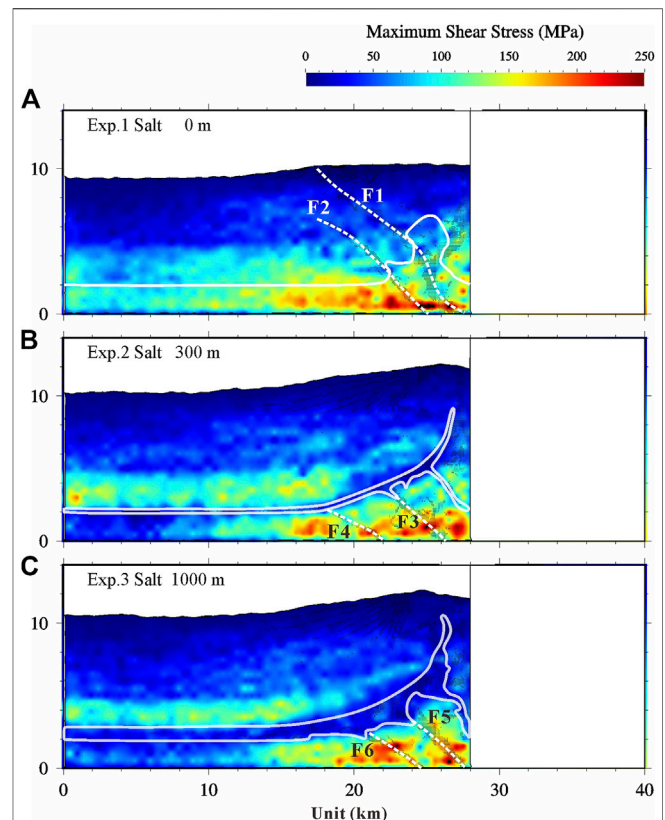 Maximum Shear Stress (MPa)
0 50 100 150 200 250
A
Exp.1 Salt 0 m
10
F1
F2
0
B
Exp.2 Salt 300 m
10
F3
F4
0
C
Exp.3 Salt 1000 m
10
F5
F6
0
0 10 20 30 40
Unit (km)